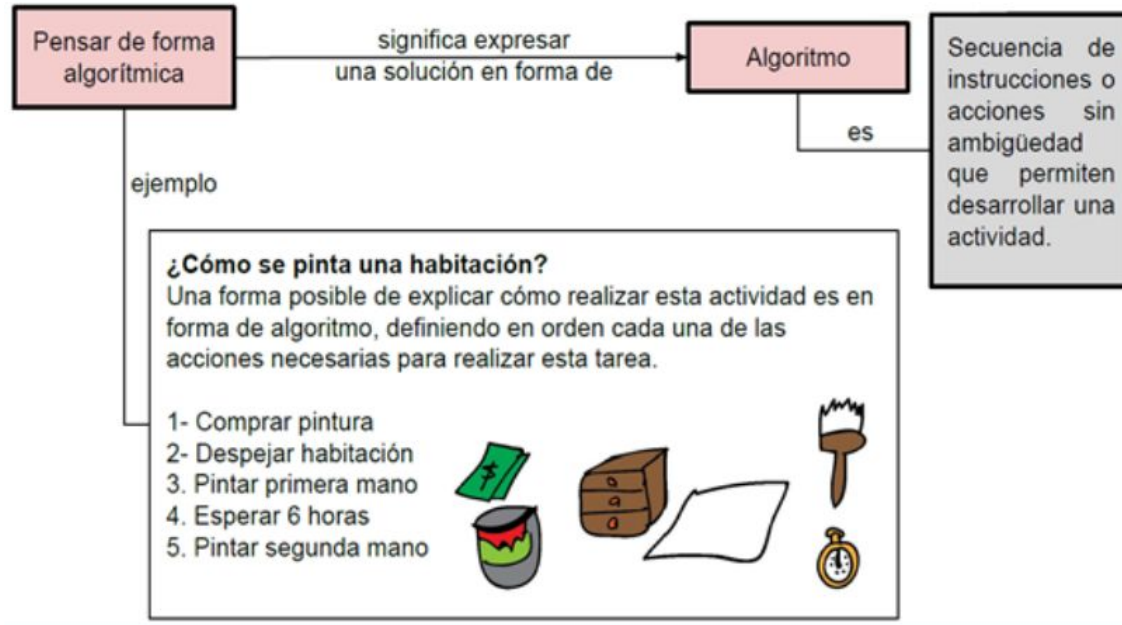 Pensar de forma
algorítmica
significa expresar
una solución en forma de
Algoritmo
es
Secuencia de
instrucciones o
acciones sin
ambigüedad
que permiten
desarrollar una
actividad.
ejemplo
¿Cómo se pinta una habitación?
Una forma posible de explicar cómo realizar esta actividad es en
forma de algoritmo, definiendo en orden cada una de las
acciones necesarias para realizar esta tarea.
1- Comprar pintura
2- Despejar habitación
3. Pintar primera mano
4. Esperar 6 horas
5. Pintar segunda mano